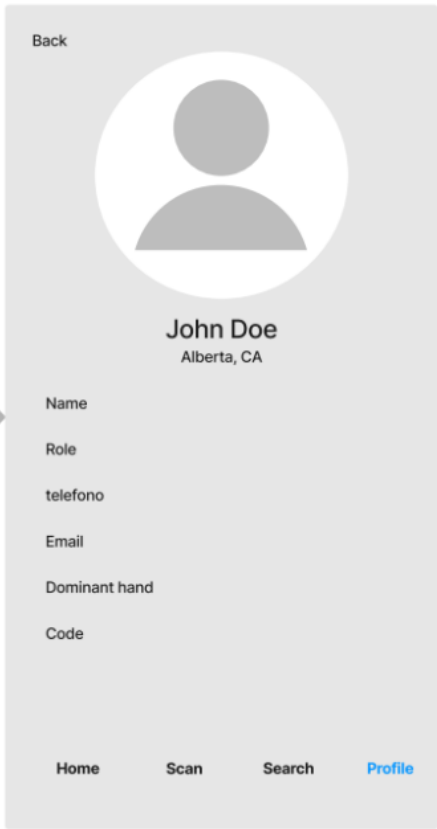 Back
John Doe
Alberta, CA
Name
Role
telefono
Email
Dominant hand
Code
Home Scan Search Profile